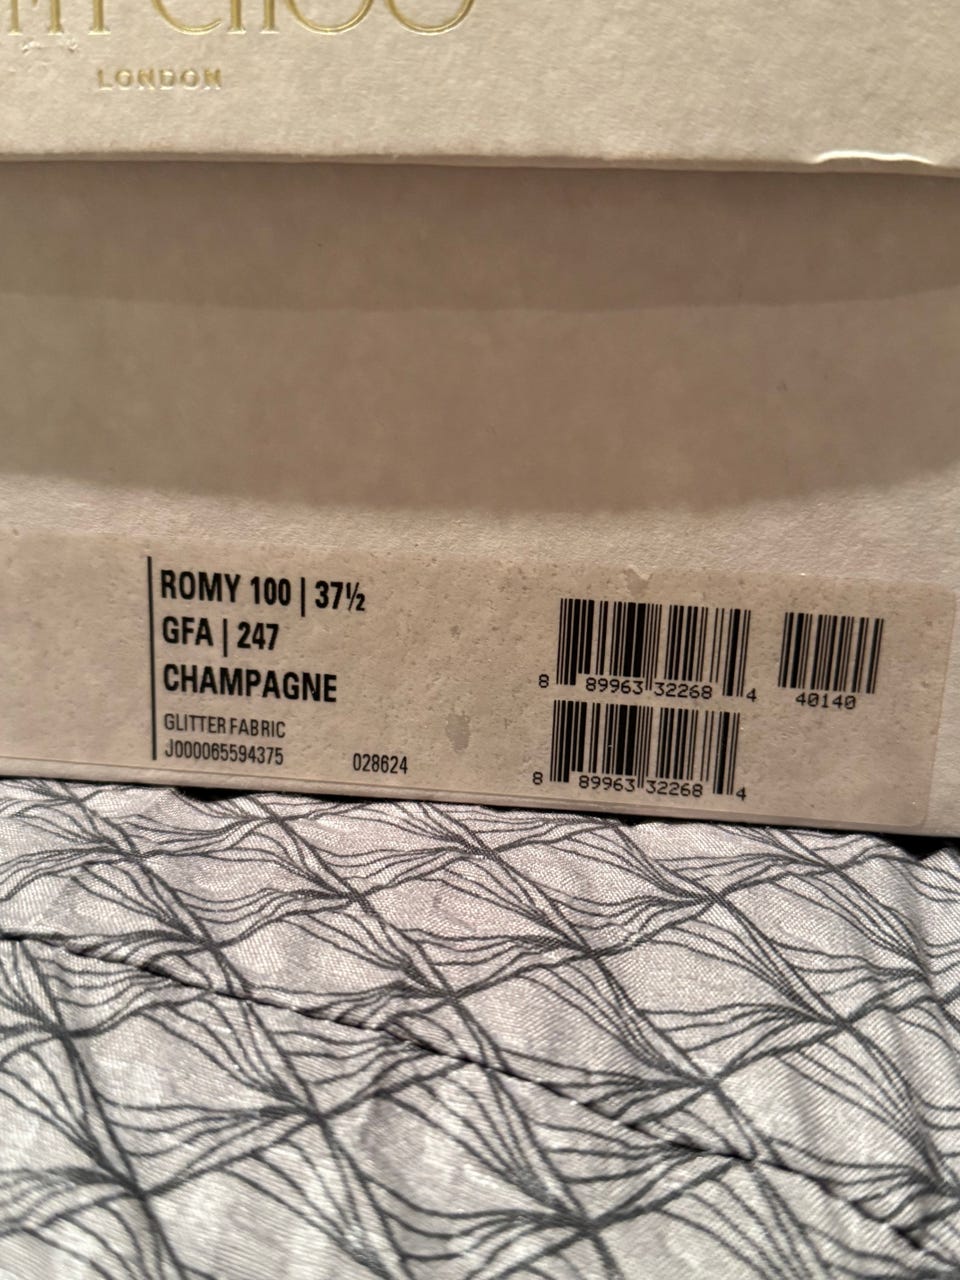 CHOO
LONDON
ROMY 100 | 37½
GFA | 247
CHAMPAGNE
GLITTER FABRIC
J000065594375 028624
8 89963 32268 4
40140
8 89963 32268 4